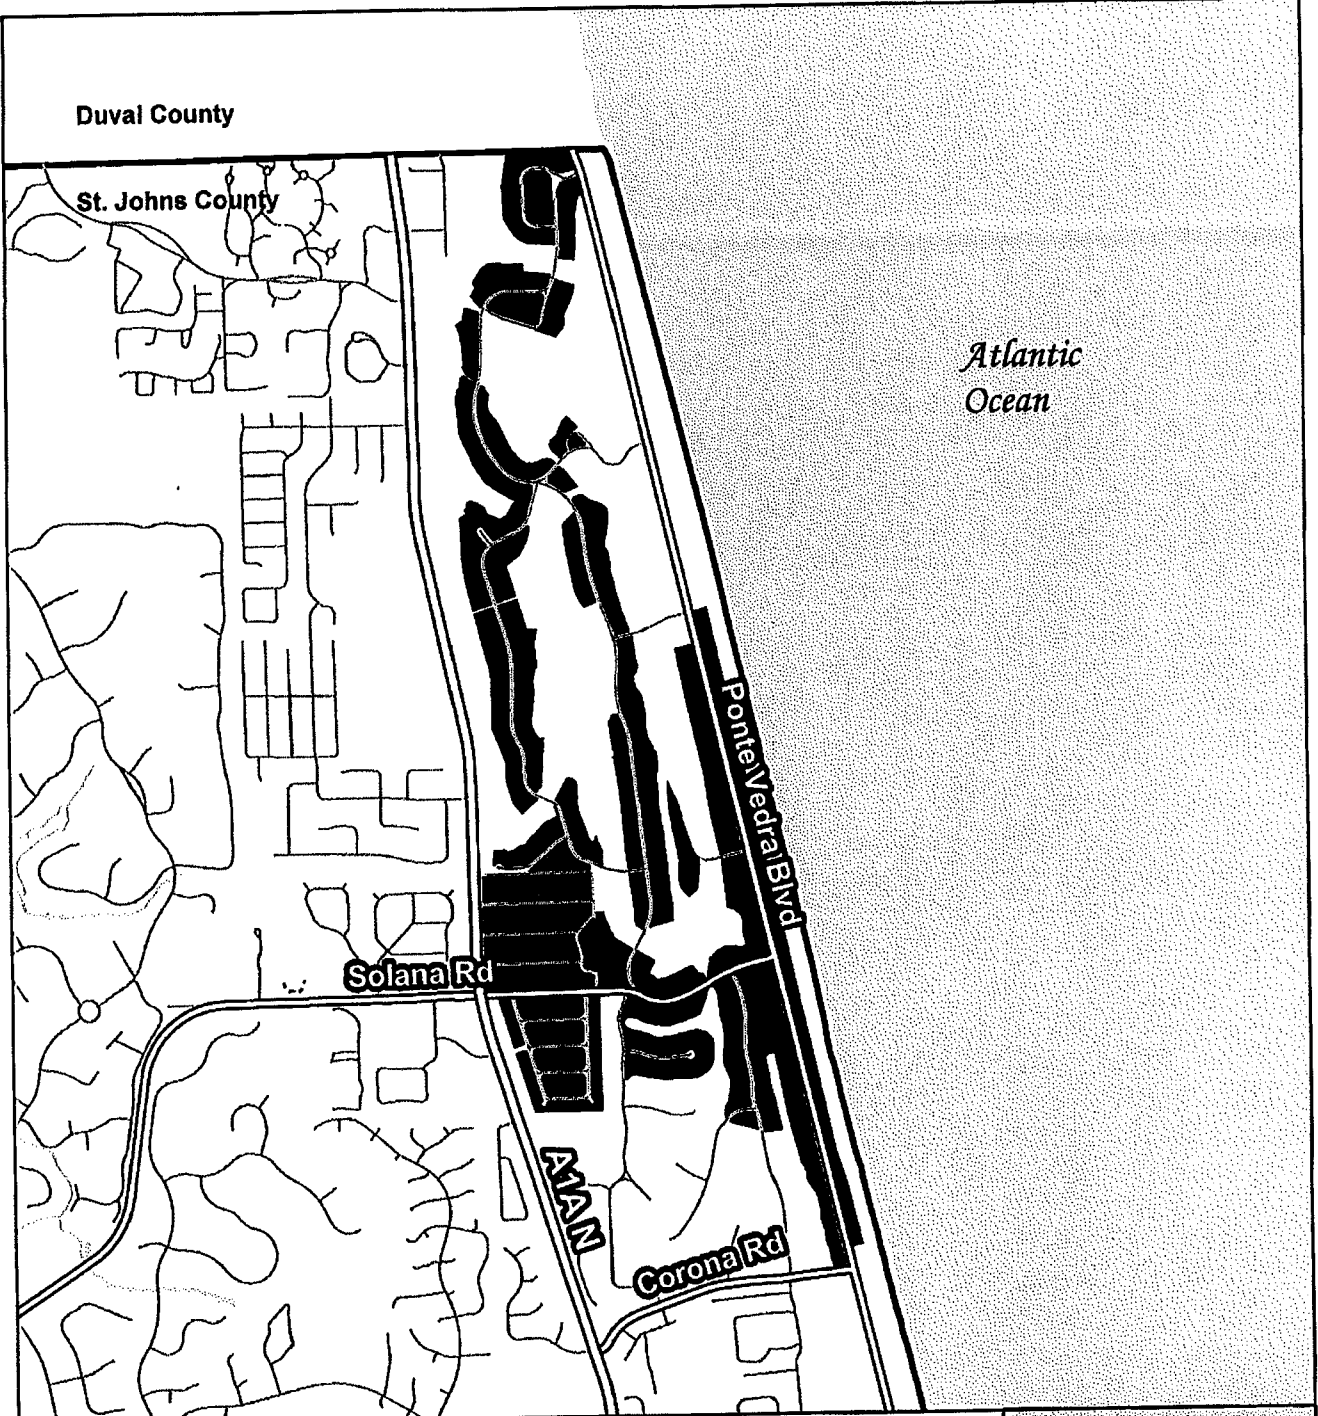 Duval County
St. Johns County
Atlantic
Ocean
Ponte Vedra Blvd
Solana Rd
A1A N
Corona Rd